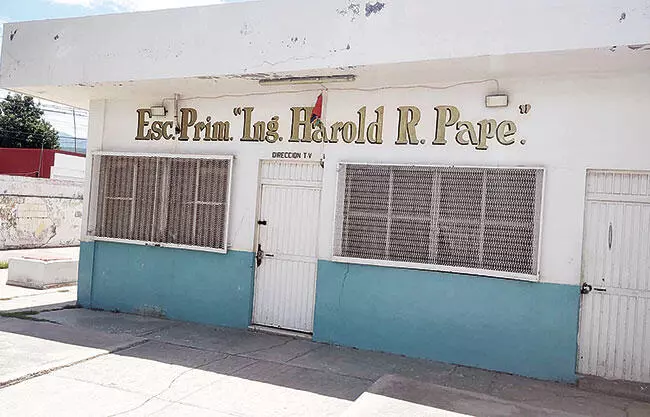 Esc. Prim. "Ing. Harold R. Pape."
DIRECCION T.V